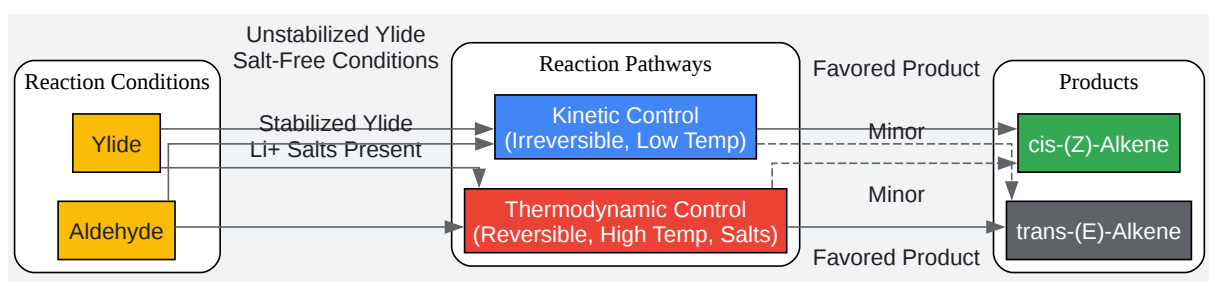 Unstabilized Ylide
Salt-Free Conditions
Reaction Conditions
Reaction Pathways
Favored Product
Products
Ylide
Stabilized Ylide
Li+ Salts Present
Kinetic Control
(Irreversible, Low Temp)
Minor
cis-(Z)-Alkene
Aldehyde
Thermodynamic Control
(Reversible, High Temp, Salts)
Minor
trans-(E)-Alkene
Favored Product